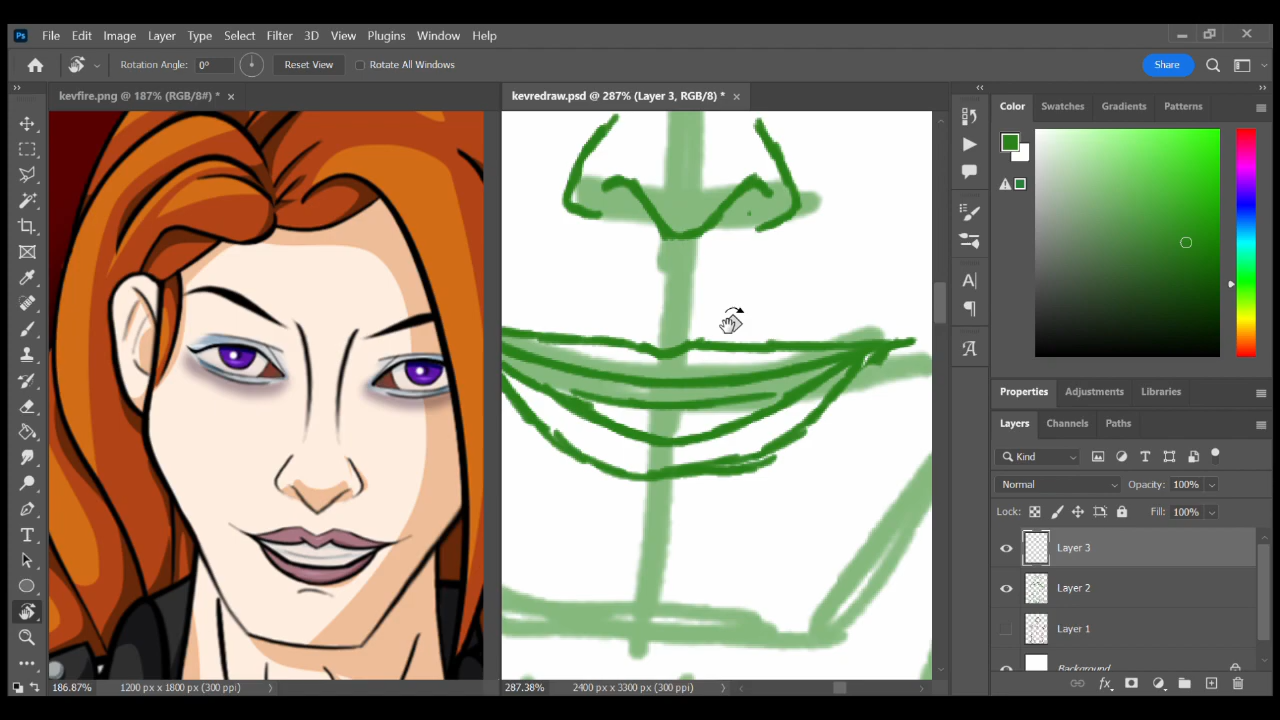 Ps File Edit Image Layer Type Select Filter 3D View Plugins Window Help
Rotation Angle: 0° Reset View Rotate All Windows Share
kevfire.png @ 187% (RGB/8#) * × kevredraw.psd @ 287% (Layer 3, RGB/8) * ×
Color Swatches Gradients Patterns
Properties Adjustments Libraries
Layers Channels Paths
Kind
Normal Opacity: 100%
Lock: Fill: 100%
Layer 3
Layer 2
Layer 1
Background
186.87% 1200 px x 1800 px (300 ppi) 287.38% 2400 px x 3300 px (300 ppi)